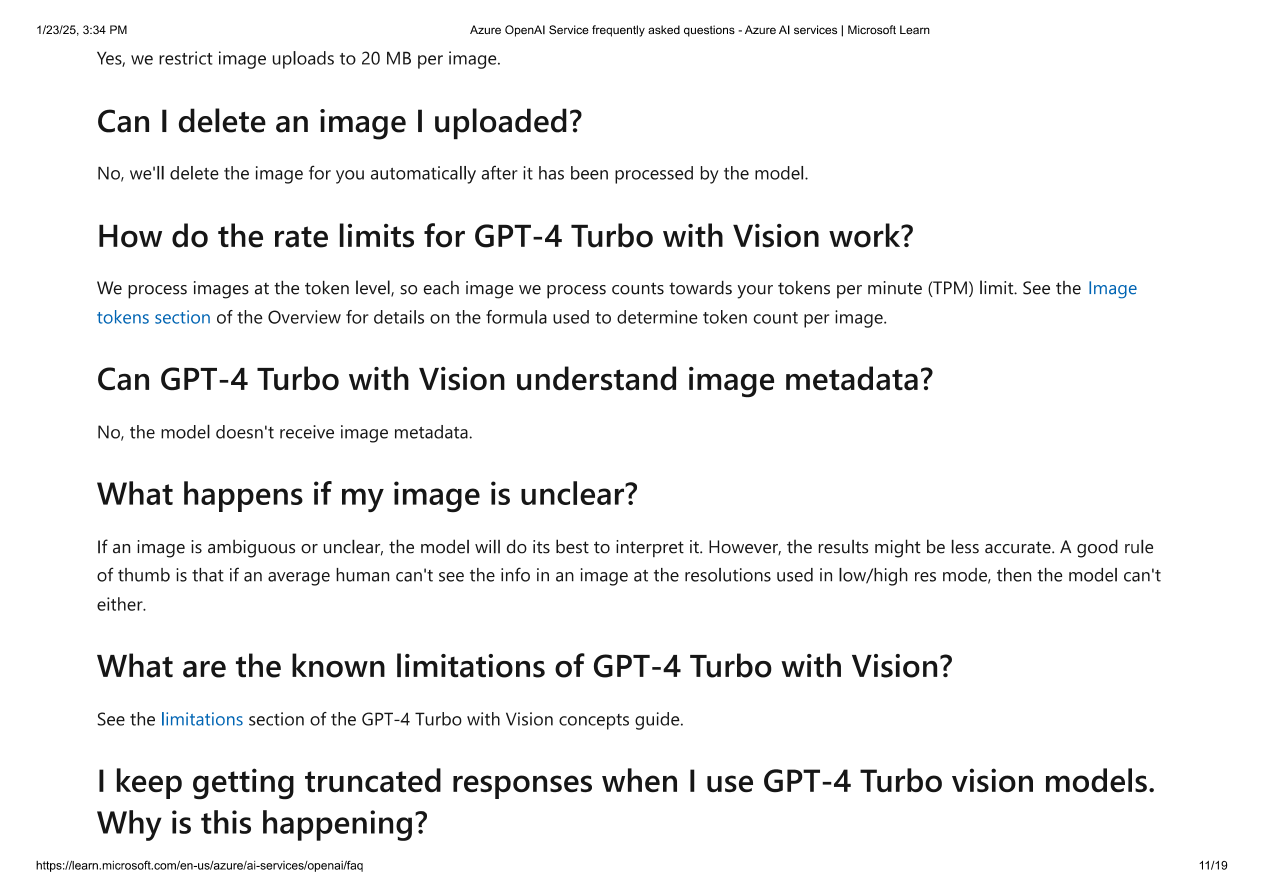 1/23/25, 3:34 PM
Azure OpenAI Service frequently asked questions - Azure AI services | Microsoft Learn
Yes, we restrict image uploads to 20 MB per image.
Can I delete an image I uploaded?
No, we'll delete the image for you automatically after it has been processed by the model.
How do the rate limits for GPT-4 Turbo with Vision work?
We process images at the token level, so each image we process counts towards your tokens per minute (TPM) limit. See the Image
tokens section of the Overview for details on the formula used to determine token count per image.
Can GPT-4 Turbo with Vision understand image metadata?
No, the model doesn't receive image metadata.
What happens if my image is unclear?
If an image is ambiguous or unclear, the model will do its best to interpret it. However, the results might be less accurate. A good rule
of thumb is that if an average human can't see the info in an image at the resolutions used in low/high res mode, then the model can't
either.
What are the known limitations of GPT-4 Turbo with Vision?
See the limitations section of the GPT-4 Turbo with Vision concepts guide.
I keep getting truncated responses when I use GPT-4 Turbo vision models.
Why is this happening?
https://learn.microsoft.com/en-us/azure/ai-services/openai/faq
11/19